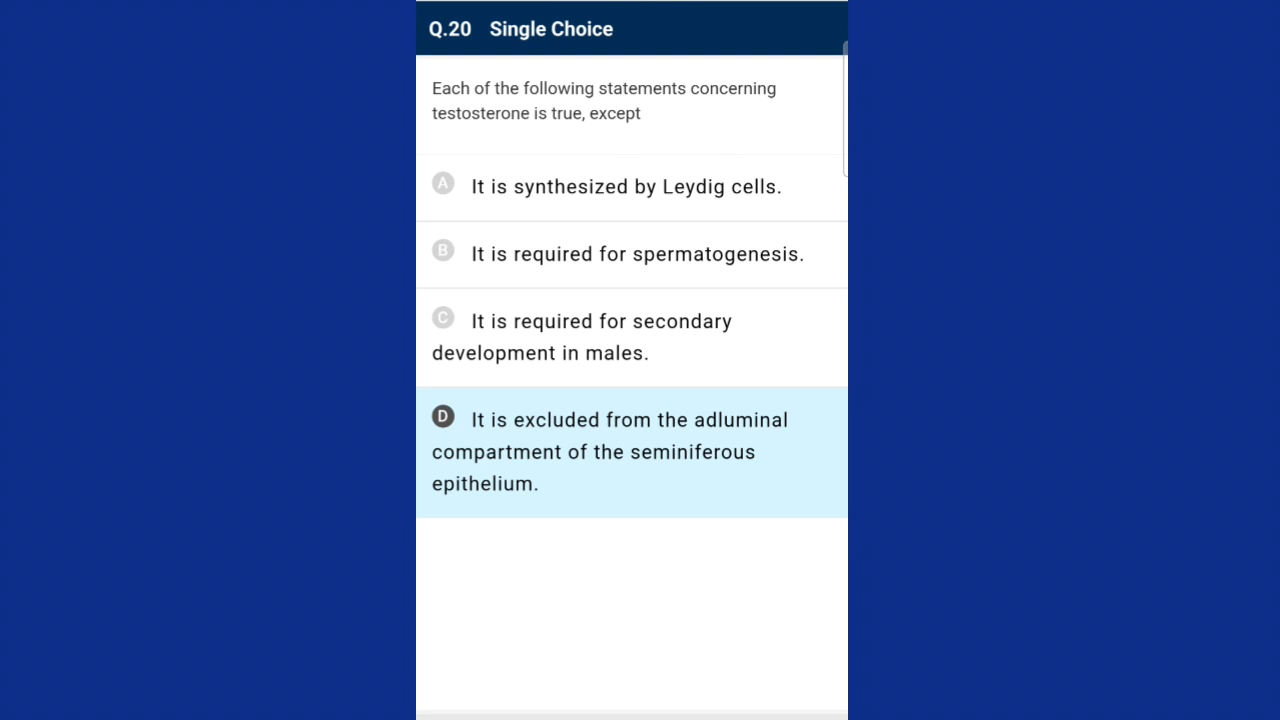 Q.20 Single Choice
Each of the following statements concerning
testosterone is true, except
A It is synthesized by Leydig cells.
B It is required for spermatogenesis.
C It is required for secondary
development in males.
D It is excluded from the adluminal
compartment of the seminiferous
epithelium.